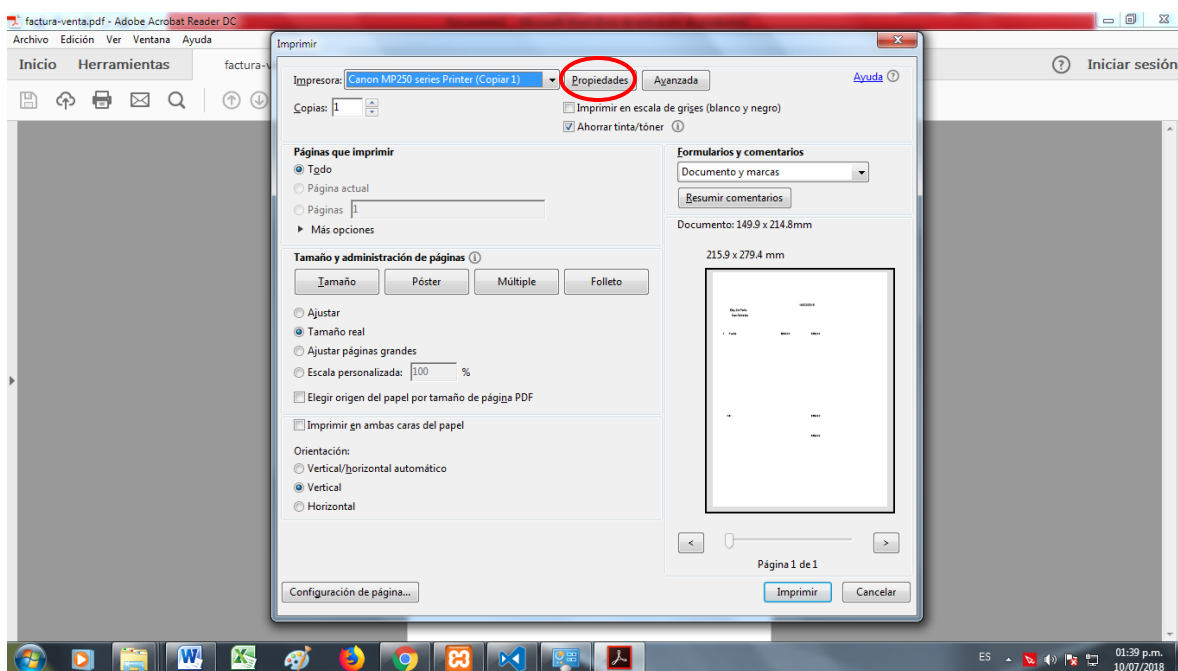 factura-venta.pdf - Adobe Acrobat Reader DC
Archivo Edición Ver Ventana Ayuda
Inicio Herramientas factura-v
? Iniciar sesión
Imprimir
Impresora: Canon MP250 series Printer (Copiar 1) Propiedades Avanzada Ayuda ?
Copias: 1 Imprimir en escala de grises (blanco y negro)
Ahorrar tinta/tóner i
Páginas que imprimir
Todo
Página actual
Páginas 1
Más opciones
Formularios y comentarios
Documento y marcas
Resumir comentarios
Documento: 149.9 x 214.8mm
215.9 x 279.4 mm
Tamaño y administración de páginas i
Tamaño Póster Múltiple Folleto
Ajustar
Tamaño real
Ajustar páginas grandes
Escala personalizada: 100 %
Elegir origen del papel por tamaño de página PDF
Imprimir en ambas caras del papel
Orientación:
Vertical/horizontal automático
Vertical
Horizontal
< >
Página 1 de 1
Configuración de página... Imprimir Cancelar
ES 01:39 p.m.
10/07/2018